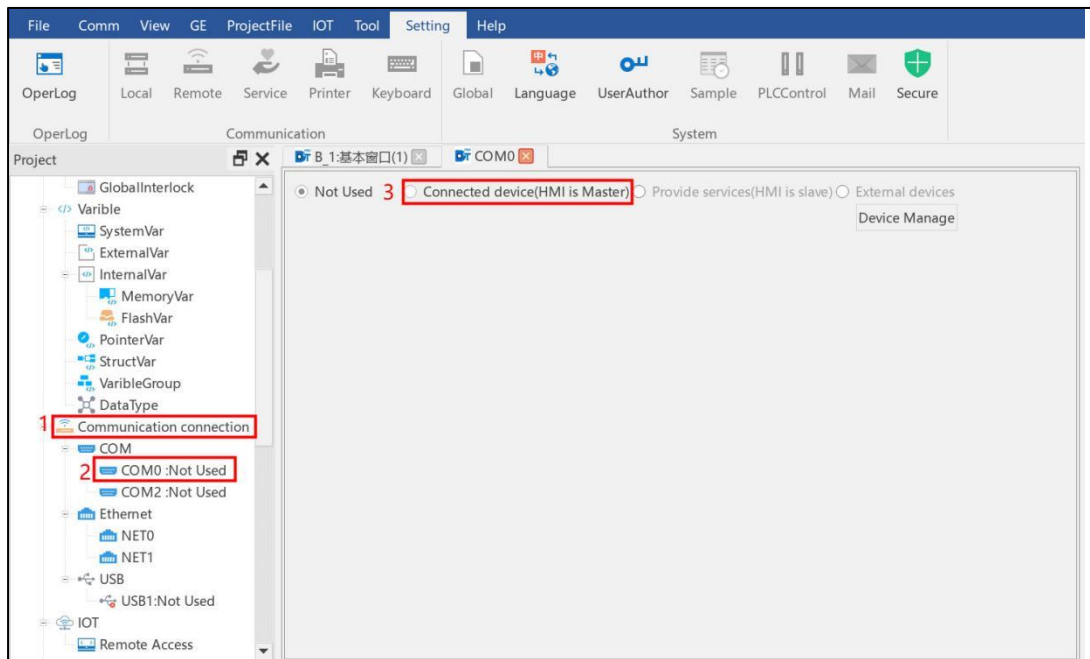 File Comm View GE ProjectFile IOT Tool Setting Help
OperLog Local Remote Service Printer Keyboard Global Language UserAuthor Sample PLCControl Mail Secure
OperLog Communication System
Project
B_1:基本窗口(1) COM0
GlobalInterlock
Varible
SystemVar
ExternalVar
InternalVar
MemoryVar
FlashVar
PointerVar
StructVar
VaribleGroup
DataType
1 Communication connection
COM
2 COM0 :Not Used
COM2 :Not Used
Ethernet
NET0
NET1
USB
USB1:Not Used
IOT
Remote Access
Not Used 3 Connected device(HMI is Master) Provide services(HMI is slave) External devices
Device Manage